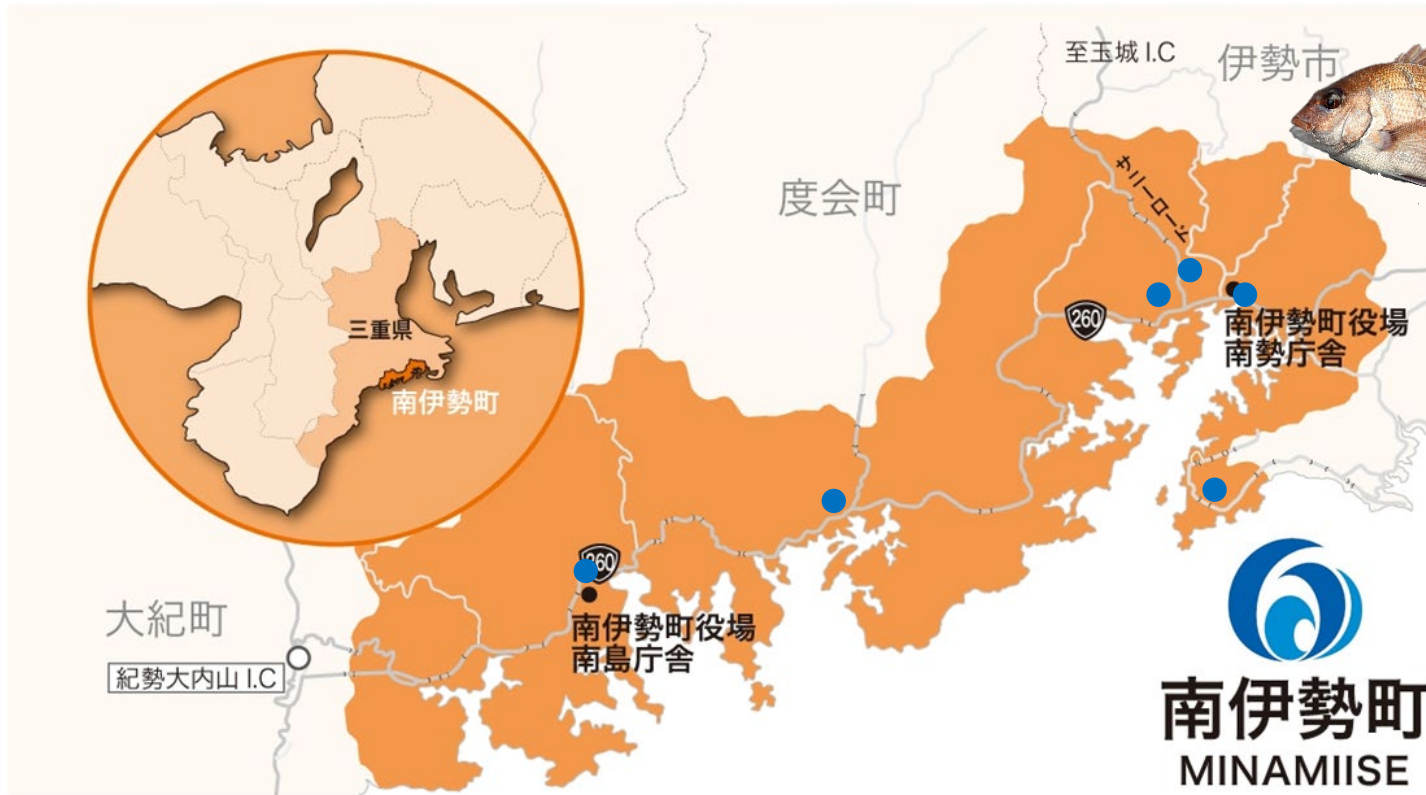 至玉城 I.C
伊勢市
度会町
サニーロード
三重県
南伊勢町
260
南伊勢町役場
南勢庁舎
260
南伊勢町役場
南島庁舎
大紀町
紀勢大内山 I.C
南伊勢町
MINAMIISE